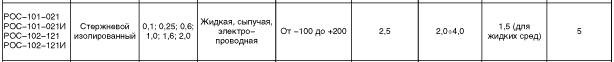 РОС-101-021
РОС-101-021И
РОС-102-121
РОС-102-121И
Стержневой
изолированный
0,1; 0,25; 0,6;
1,0; 1,6; 2,0
Жидкая, сыпучая,
электро-
проводная
От -100 до +200
2,5
2,0÷4,0
1,5 (для
жидких сред)
5